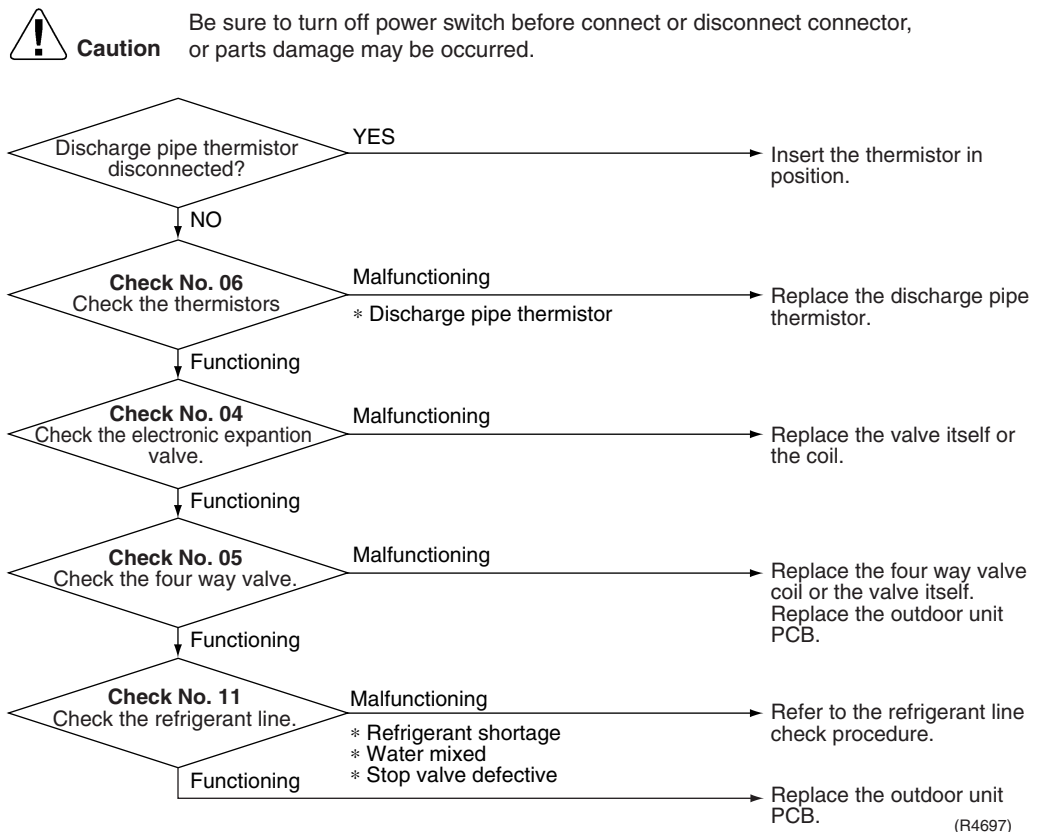 Caution
Be sure to turn off power switch before connect or disconnect connector,
or parts damage may be occurred.
Discharge pipe thermistor
disconnected?
YES
Insert the thermistor in
position.
NO
Check No. 06
Check the thermistors
Malfunctioning
* Discharge pipe thermistor
Replace the discharge pipe
thermistor.
Functioning
Check No. 04
Check the electronic expantion
valve.
Malfunctioning
Replace the valve itself or
the coil.
Functioning
Check No. 05
Check the four way valve.
Malfunctioning
Replace the four way valve
coil or the valve itself.
Replace the outdoor unit
PCB.
Functioning
Check No. 11
Check the refrigerant line.
Malfunctioning
* Refrigerant shortage
* Water mixed
* Stop valve defective
Refer to the refrigerant line
check procedure.
Functioning
Replace the outdoor unit
PCB.
(R4697)